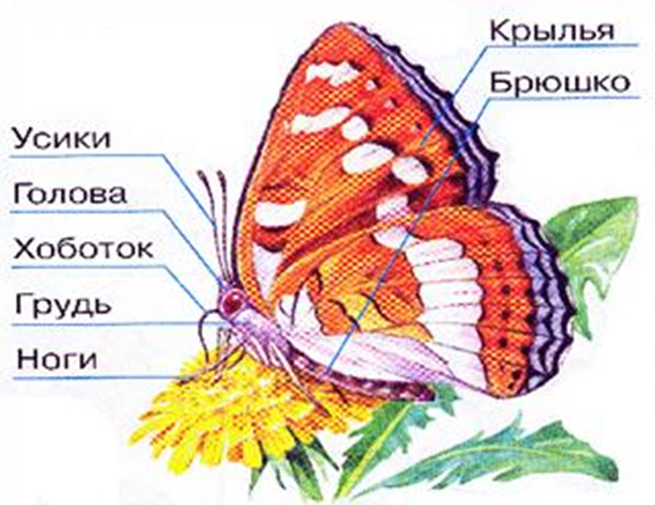 Крылья
Брюшко
Усики
Голова
Хоботок
Грудь
Ноги